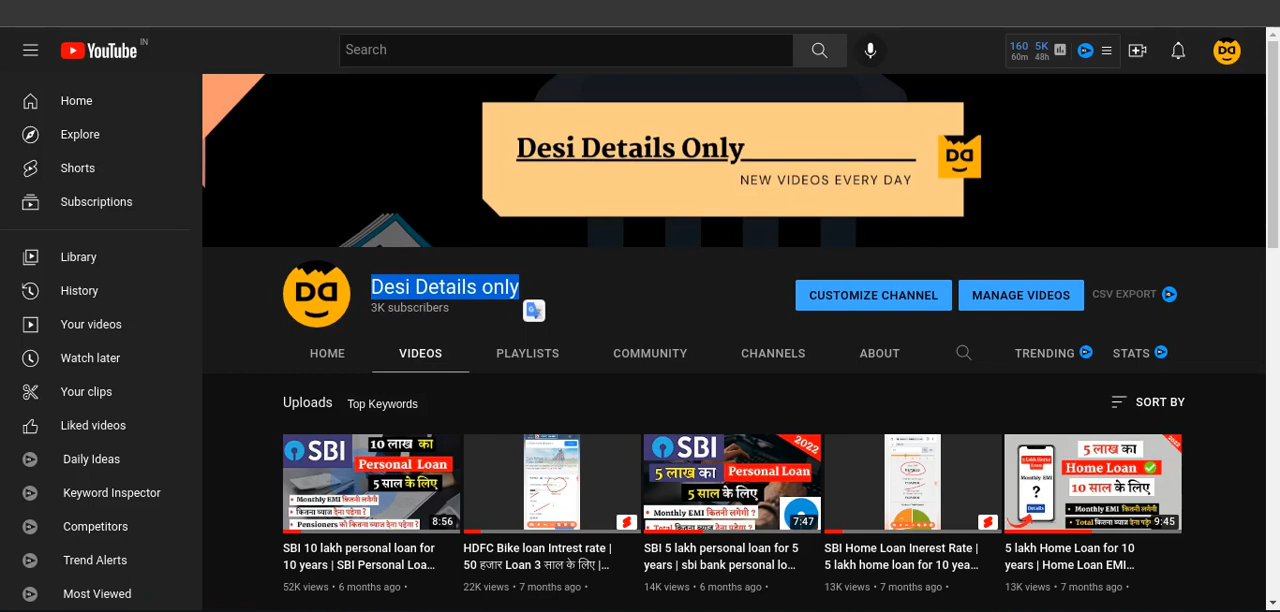 YouTube IN
Search
160 5K
60m 48h
Home
Explore
Shorts
Subscriptions
Library
History
Your videos
Watch later
Your clips
Liked videos
Daily Ideas
Keyword Inspector
Competitors
Trend Alerts
Most Viewed
Desi Details Only
NEW VIDEOS EVERY DAY
DD
DD
Desi Details only
3K subscribers
CUSTOMIZE CHANNEL
MANAGE VIDEOS
CSV EXPORT
HOME
VIDEOS
PLAYLISTS
COMMUNITY
CHANNELS
ABOUT
TRENDING
STATS
Uploads
Top Keywords
SORT BY
SBI
10 लाख का
Personal Loan
5 साल के लिए
Monthly EMI कितनी लगेगी
कितना ब्याज देना पड़ेगा ?
Pensioners को कितना ब्याज देना पड़ेगा ?
8:56
SBI 10 lakh personal loan for
10 years | SBI Personal Loa...
52K views • 6 months ago
HDFC Bike loan Intrest rate |
50 हजार Loan 3 साल के लिए |...
22K views • 7 months ago
SBI
2022
5 लाख का
Personal Loan
5 साल के लिए
Monthly EMI कितनी लगेगी ?
Total कितना ब्याज देना पड़ेगा ?
7:47
SBI 5 lakh personal loan for 5
years | sbi bank personal lo...
14K views • 6 months ago
SBI Home Loan Inerest Rate |
5 lakh home loan for 10 yea...
13K views • 7 months ago
5 लाख का
Home Loan
10 साल के लिए
Monthly EMI कितनी लगेगी ?
Total कितना ब्याज देना पड़ेगा ?
?
Details
9:45
5 lakh Home Loan for 10
years | Home Loan EMI...
13K views • 7 months ago